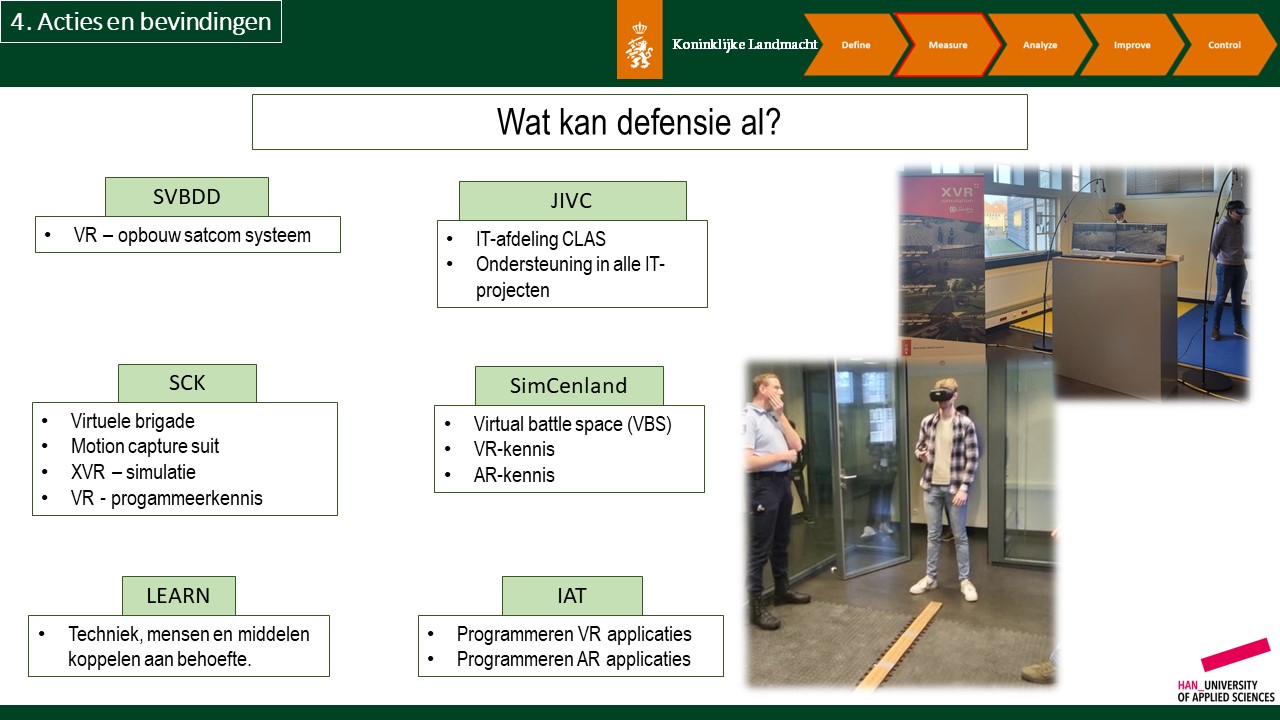 4. Acties en bevindingen
Koninklijke Landmacht
Define
Measure
Analyze
Improve
Control
Wat kan defensie al?
SVBDD
• VR – opbouw satcom systeem
JIVC
• IT-afdeling CLAS
• Ondersteuning in alle IT-
projecten
SCK
• Virtuele brigade
• Motion capture suit
• XVR – simulatie
• VR - progammeerkennis
SimCenland
• Virtual battle space (VBS)
• VR-kennis
• AR-kennis
LEARN
• Techniek, mensen en middelen
koppelen aan behoefte.
IAT
• Programmeren VR applicaties
• Programmeren AR applicaties
XVR
simulation
HAN_UNIVERSITY
OF APPLIED SCIENCES